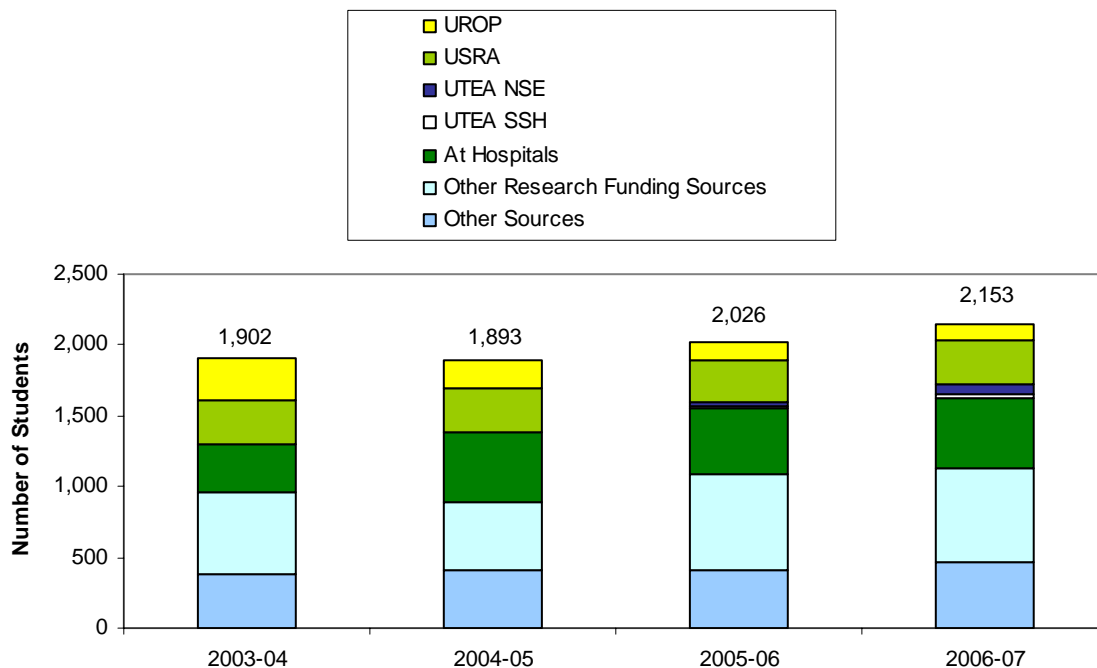 UROP
USRA
UTEA NSE
UTEA SSH
At Hospitals
Other Research Funding Sources
Other Sources
Number of Students
2,500
2,000
1,500
1,000
500
0
1,902
1,893
2,026
2,153
2003-04
2004-05
2005-06
2006-07